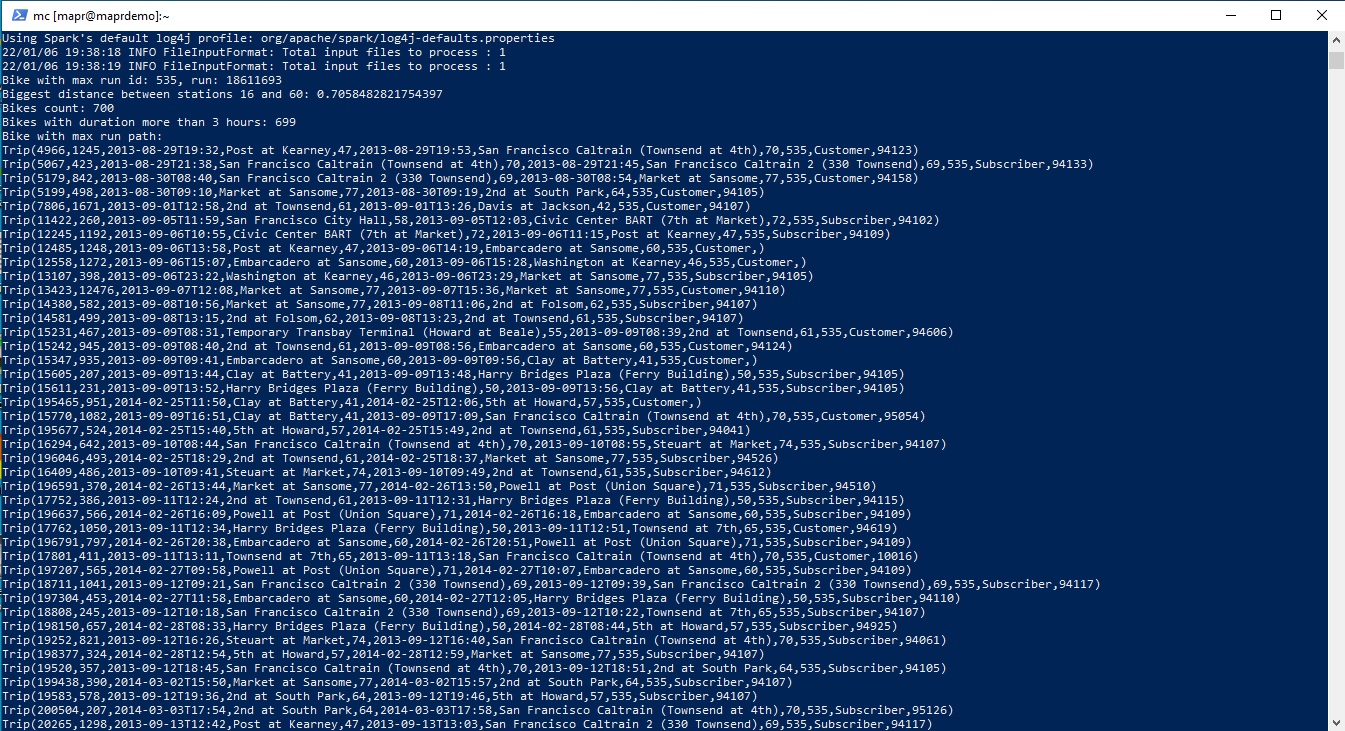 mc [mapr@maprdemo]:~
Using Spark's default log4j profile: org/apache/spark/log4j-defaults.properties
22/01/06 19:38:18 INFO FileInputFormat: Total input files to process : 1
22/01/06 19:38:19 INFO FileInputFormat: Total input files to process : 1
Bike with max run id: 535, run: 18611693
Biggest distance between stations 16 and 60: 0.7058482821754397
Bikes count: 700
Bikes with duration more than 3 hours: 699
Bike with max run path:
Trip(4966,1245,2013-08-29T19:32,Post at Kearney,47,2013-08-29T19:53,San Francisco Caltrain (Townsend at 4th),70,535,Customer,94123)
Trip(5067,423,2013-08-29T21:38,San Francisco Caltrain (Townsend at 4th),70,2013-08-29T21:45,San Francisco Caltrain 2 (330 Townsend),69,535,Subscriber,94133)
Trip(5179,842,2013-08-30T08:40,San Francisco Caltrain 2 (330 Townsend),69,2013-08-30T08:54,Market at Sansome,77,535,Customer,94158)
Trip(5199,498,2013-08-30T09:10,Market at Sansome,77,2013-08-30T09:19,2nd at South Park,64,535,Customer,94105)
Trip(7806,1671,2013-09-01T12:58,2nd at Townsend,61,2013-09-01T13:26,Davis at Jackson,42,535,Customer,94107)
Trip(11422,260,2013-09-05T11:59,San Francisco City Hall,58,2013-09-05T12:03,Civic Center BART (7th at Market),72,535,Subscriber,94102)
Trip(12245,1192,2013-09-06T10:55,Civic Center BART (7th at Market),72,2013-09-06T11:15,Post at Kearney,47,535,Subscriber,94109)
Trip(12485,1248,2013-09-06T13:58,Post at Kearney,47,2013-09-06T14:19,Embarcadero at Sansome,60,535,Customer,)
Trip(12558,1272,2013-09-06T15:07,Embarcadero at Sansome,60,2013-09-06T15:28,Washington at Kearney,46,535,Customer,)
Trip(13107,398,2013-09-06T23:22,Washington at Kearney,46,2013-09-06T23:29,Market at Sansome,77,535,Subscriber,94105)
Trip(13423,12476,2013-09-07T12:08,Market at Sansome,77,2013-09-07T15:36,Market at Sansome,77,535,Customer,94110)
Trip(14380,582,2013-09-08T10:56,Market at Sansome,77,2013-09-08T11:06,2nd at Folsom,62,535,Subscriber,94107)
Trip(14581,499,2013-09-08T13:15,2nd at Folsom,62,2013-09-08T13:23,2nd at Townsend,61,535,Subscriber,94107)
Trip(15231,467,2013-09-09T08:31,Temporary Transbay Terminal (Howard at Beale),55,2013-09-09T08:39,2nd at Townsend,61,535,Customer,94606)
Trip(15242,945,2013-09-09T08:40,2nd at Townsend,61,2013-09-09T08:56,Embarcadero at Sansome,60,535,Customer,94124)
Trip(15347,935,2013-09-09T09:41,Embarcadero at Sansome,60,2013-09-09T09:56,Clay at Battery,41,535,Customer,)
Trip(15605,207,2013-09-09T13:44,Clay at Battery,41,2013-09-09T13:48,Harry Bridges Plaza (Ferry Building),50,535,Subscriber,94105)
Trip(15611,231,2013-09-09T13:52,Harry Bridges Plaza (Ferry Building),50,2013-09-09T13:56,Clay at Battery,41,535,Subscriber,94105)
Trip(195465,951,2014-02-25T11:50,Clay at Battery,41,2014-02-25T12:06,5th at Howard,57,535,Customer,)
Trip(15770,1082,2013-09-09T16:51,Clay at Battery,41,2013-09-09T17:09,San Francisco Caltrain (Townsend at 4th),70,535,Customer,95054)
Trip(195677,524,2014-02-25T15:40,5th at Howard,57,2014-02-25T15:49,2nd at Townsend,61,535,Subscriber,94041)
Trip(16294,642,2013-09-10T08:44,San Francisco Caltrain (Townsend at 4th),70,2013-09-10T08:55,Steuart at Market,74,535,Subscriber,94107)
Trip(196046,493,2014-02-25T18:29,2nd at Townsend,61,2014-02-25T18:37,Market at Sansome,77,535,Subscriber,94526)
Trip(16409,486,2013-09-10T09:41,Steuart at Market,74,2013-09-10T09:49,2nd at Townsend,61,535,Subscriber,94612)
Trip(196591,370,2014-02-26T13:44,Market at Sansome,77,2014-02-26T13:50,Powell at Post (Union Square),71,535,Subscriber,94510)
Trip(17752,386,2013-09-11T12:24,2nd at Townsend,61,2013-09-11T12:31,Harry Bridges Plaza (Ferry Building),50,535,Subscriber,94115)
Trip(196637,566,2014-02-26T16:09,Powell at Post (Union Square),71,2014-02-26T16:18,Embarcadero at Sansome,60,535,Subscriber,94109)
Trip(17762,1050,2013-09-11T12:34,Harry Bridges Plaza (Ferry Building),50,2013-09-11T12:51,Townsend at 7th,65,535,Customer,94619)
Trip(196791,797,2014-02-26T20:38,Embarcadero at Sansome,60,2014-02-26T20:51,Powell at Post (Union Square),71,535,Subscriber,94109)
Trip(17801,411,2013-09-11T13:11,Townsend at 7th,65,2013-09-11T13:18,San Francisco Caltrain (Townsend at 4th),70,535,Customer,10016)
Trip(197207,565,2014-02-27T09:58,Powell at Post (Union Square),71,2014-02-27T10:07,Embarcadero at Sansome,60,535,Subscriber,94109)
Trip(18711,1041,2013-09-12T09:21,San Francisco Caltrain 2 (330 Townsend),69,2013-09-12T09:39,San Francisco Caltrain 2 (330 Townsend),69,535,Subscriber,94117)
Trip(197304,453,2014-02-27T11:58,Embarcadero at Sansome,60,2014-02-27T12:05,Harry Bridges Plaza (Ferry Building),50,535,Subscriber,94110)
Trip(18808,245,2013-09-12T10:18,San Francisco Caltrain 2 (330 Townsend),69,2013-09-12T10:22,Townsend at 7th,65,535,Subscriber,94107)
Trip(198150,657,2014-02-28T08:33,Harry Bridges Plaza (Ferry Building),50,2014-02-28T08:44,5th at Howard,57,535,Subscriber,94925)
Trip(19252,821,2013-09-12T16:26,Steuart at Market,74,2013-09-12T16:40,San Francisco Caltrain (Townsend at 4th),70,535,Subscriber,94061)
Trip(198377,324,2014-02-28T12:54,5th at Howard,57,2014-02-28T12:59,Market at Sansome,77,535,Subscriber,94107)
Trip(19520,357,2013-09-12T18:45,San Francisco Caltrain (Townsend at 4th),70,2013-09-12T18:51,2nd at South Park,64,535,Subscriber,94105)
Trip(199438,390,2014-03-02T15:50,Market at Sansome,77,2014-03-02T15:57,2nd at South Park,64,535,Subscriber,94107)
Trip(19583,578,2013-09-12T19:36,2nd at South Park,64,2013-09-12T19:46,5th at Howard,57,535,Subscriber,94107)
Trip(200504,207,2014-03-03T17:54,2nd at South Park,64,2014-03-03T17:58,San Francisco Caltrain (Townsend at 4th),70,535,Subscriber,95126)
Trip(20265,1298,2013-09-13T12:42,Post at Kearney,47,2013-09-13T13:03,San Francisco Caltrain 2 (330 Townsend),69,535,Subscriber,94117)